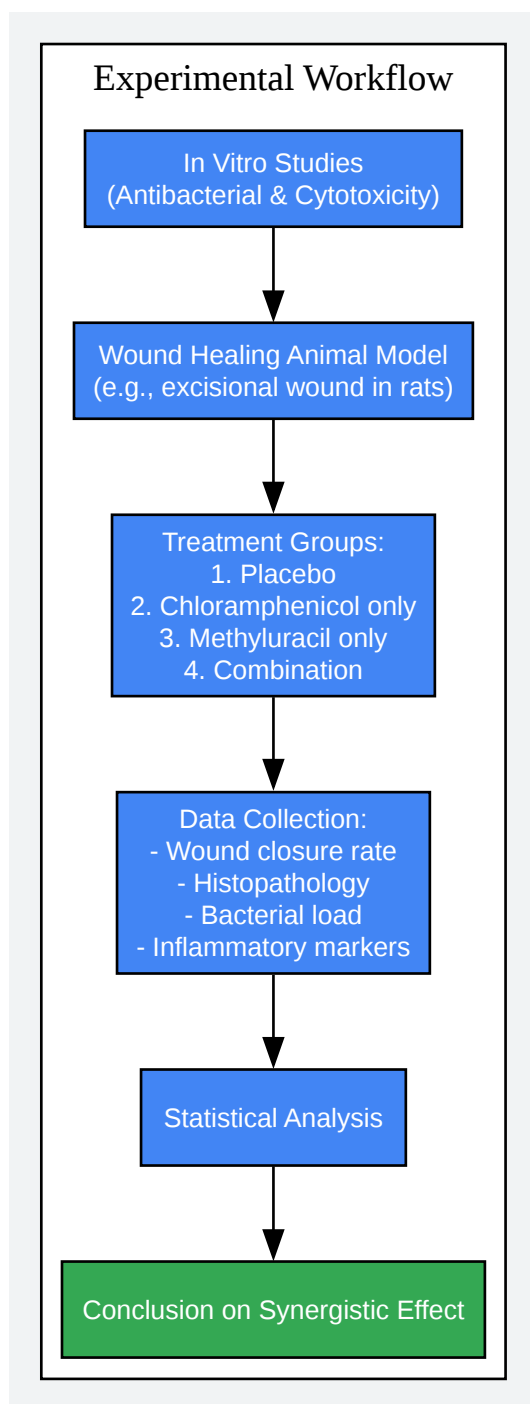 Experimental Workflow
In Vitro Studies
(Antibacterial & Cytotoxicity)
Wound Healing Animal Model
(e.g., excisional wound in rats)
Treatment Groups:
1. Placebo
2. Chloramphenicol only
3. Methyluracil only
4. Combination
Data Collection:
- Wound closure rate
- Histopathology
- Bacterial load
- Inflammatory markers
Statistical Analysis
Conclusion on Synergistic Effect